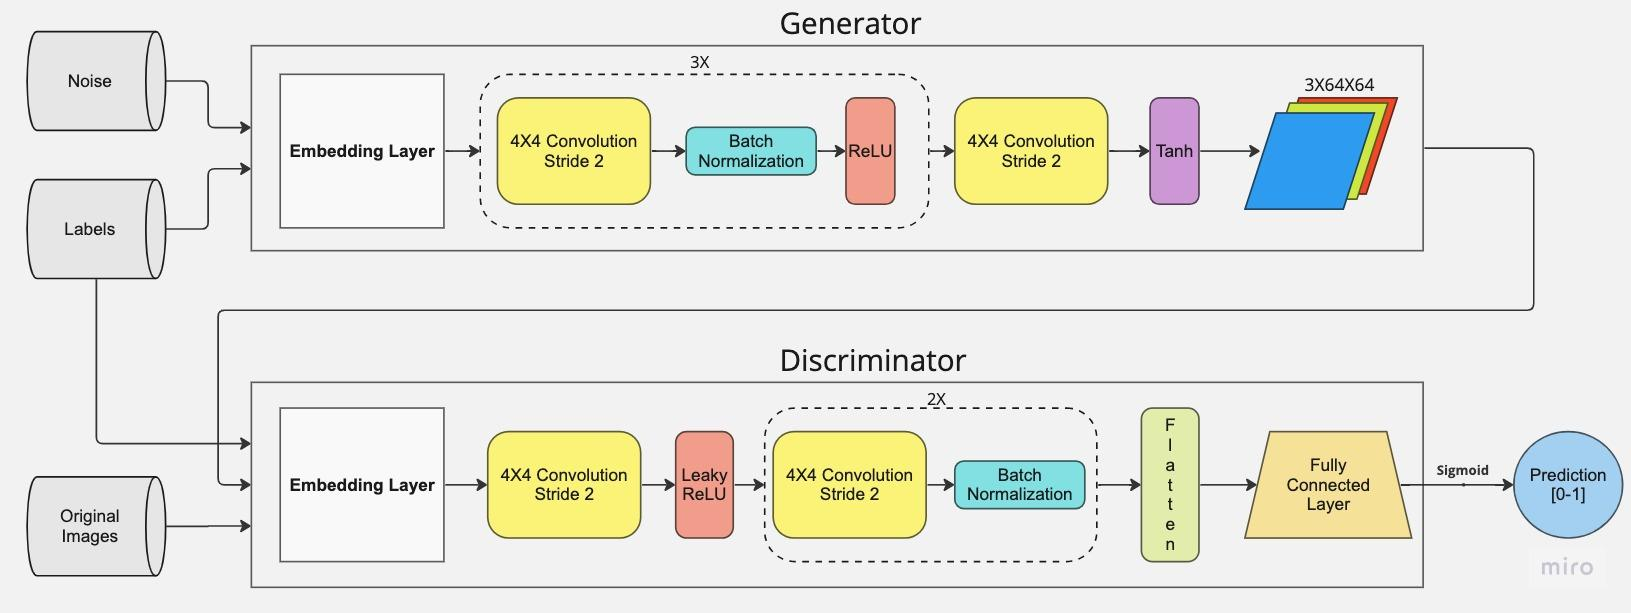 Generator
Noise
Labels
3X
Embedding Layer
4X4 Convolution
Stride 2
Batch
Normalization
ReLU
4X4 Convolution
Stride 2
Tanh
3X64X64
Discriminator
Original
Images
2X
Embedding Layer
4X4 Convolution
Stride 2
Leaky
ReLU
4X4 Convolution
Stride 2
Batch
Normalization
F
l
a
t
t
e
n
Fully
Connected
Layer
Sigmoid
Prediction
[0-1]
miro